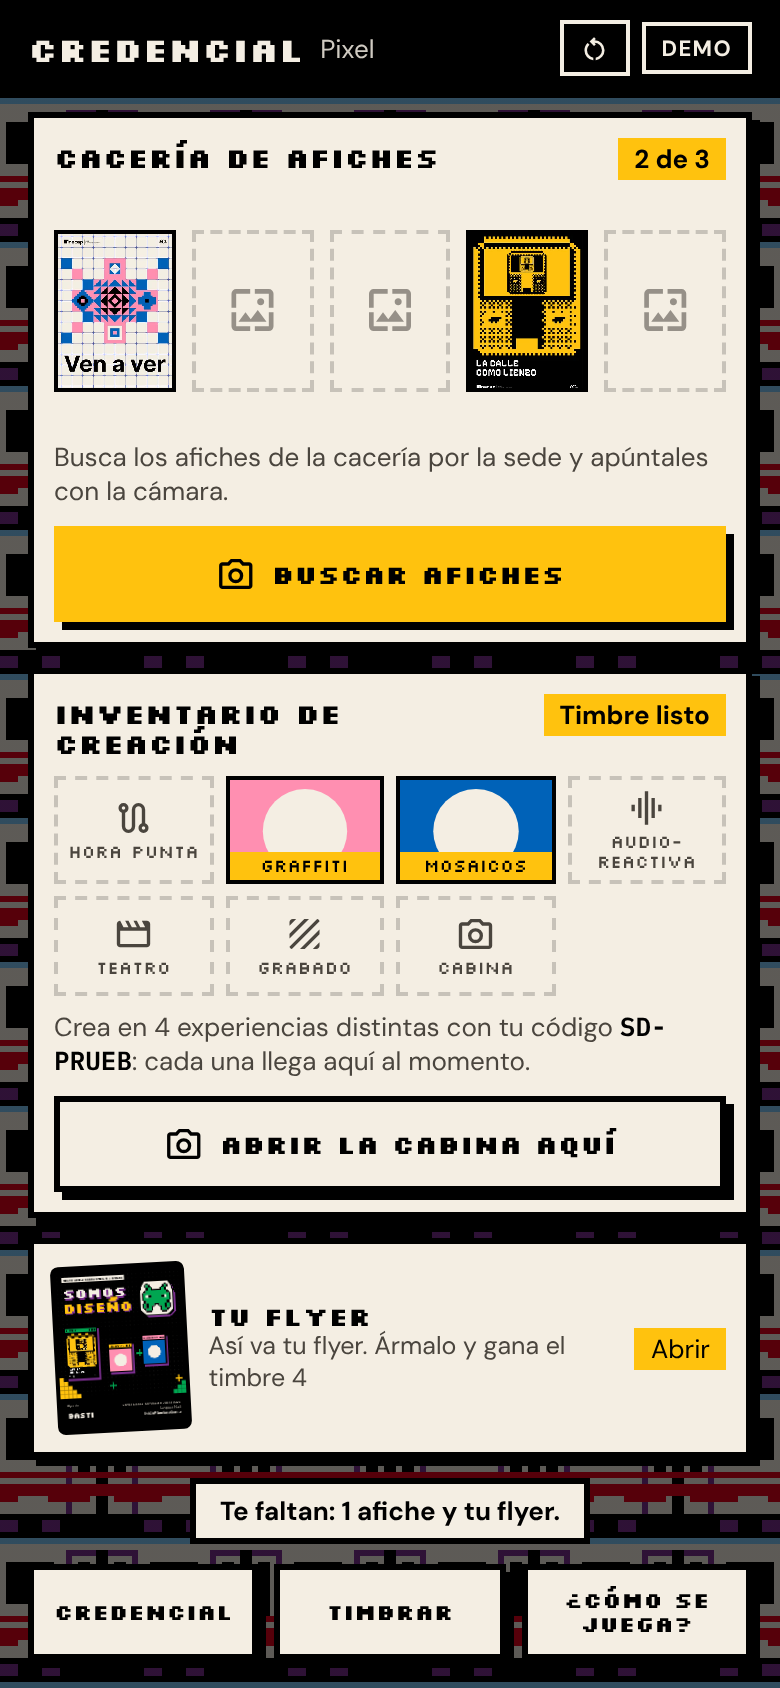 CREDENCIAL Pixel
DEMO
CACERÍA DE AFICHES
2 de 3
Ven a ver
LA CALLE
COMO LIENZO
Busca los afiches de la cacería por la sede y apúntales
con la cámara.
BUSCAR AFICHES
INVENTARIO DE
CREACIÓN
Timbre listo
HORA PUNTA
GRAFFITI
MOSAICOS
AUDIO-
REACTIVA
TEATRO
GRABADO
CABINA
Crea en 4 experiencias distintas con tu código SD-
PRUEB: cada una llega aquí al momento.
ABRIR LA CABINA AQUÍ
SOMOS
DISEÑO
BASTI
TU FLYER
Así va tu flyer. Ármalo y gana el
timbre 4
Abrir
Te faltan: 1 afiche y tu flyer.
CREDENCIAL
TIMBRAR
¿CÓMO SE
JUEGA?